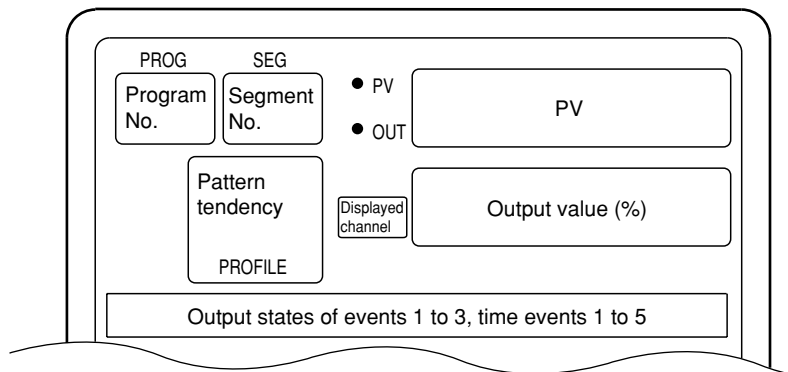 PROG SEG
Program No.
Segment No.
PV
OUT
PV
Pattern tendency
PROFILE
Displayed channel
Output value (%)
Output states of events 1 to 3, time events 1 to 5